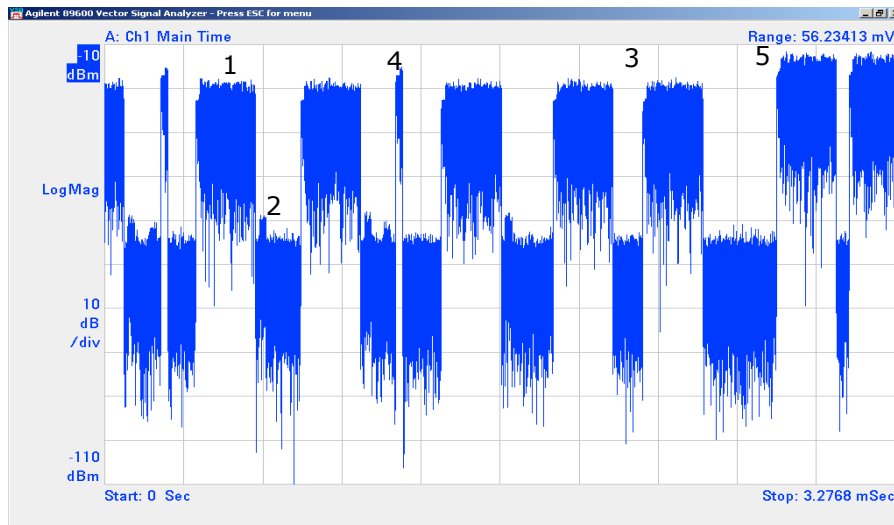 Agilent 89600 Vector Signal Analyzer - Press ESC for menu
A: Ch1 Main Time
Range: 56.23413 mV
-10
dBm
1
4
3
5
LogMag
2
10
dB
/div
-110
dBm
Start: 0 Sec
Stop: 3.2768 mSec